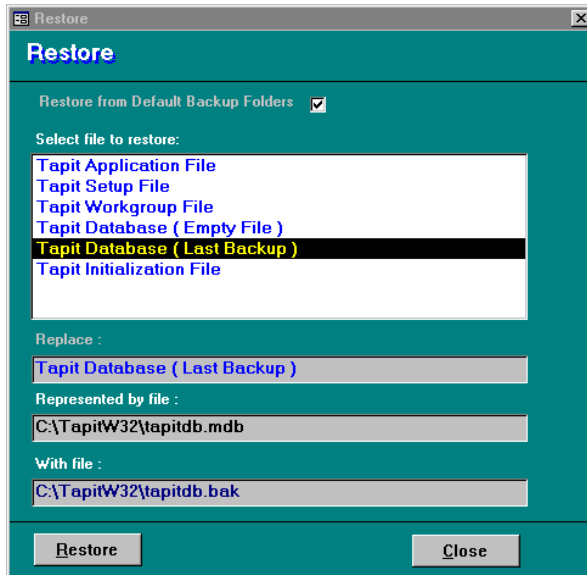 Restore
Restore
Restore from Default Backup Folders
Select file to restore:
Tapit Application File
Tapit Setup File
Tapit Workgroup File
Tapit Database ( Empty File )
Tapit Database ( Last Backup )
Tapit Initialization File
Replace :
Tapit Database ( Last Backup )
Represented by file :
C:\TapitW32\tapitdb.mdb
With file :
C:\TapitW32\tapitdb.bak
Restore Close